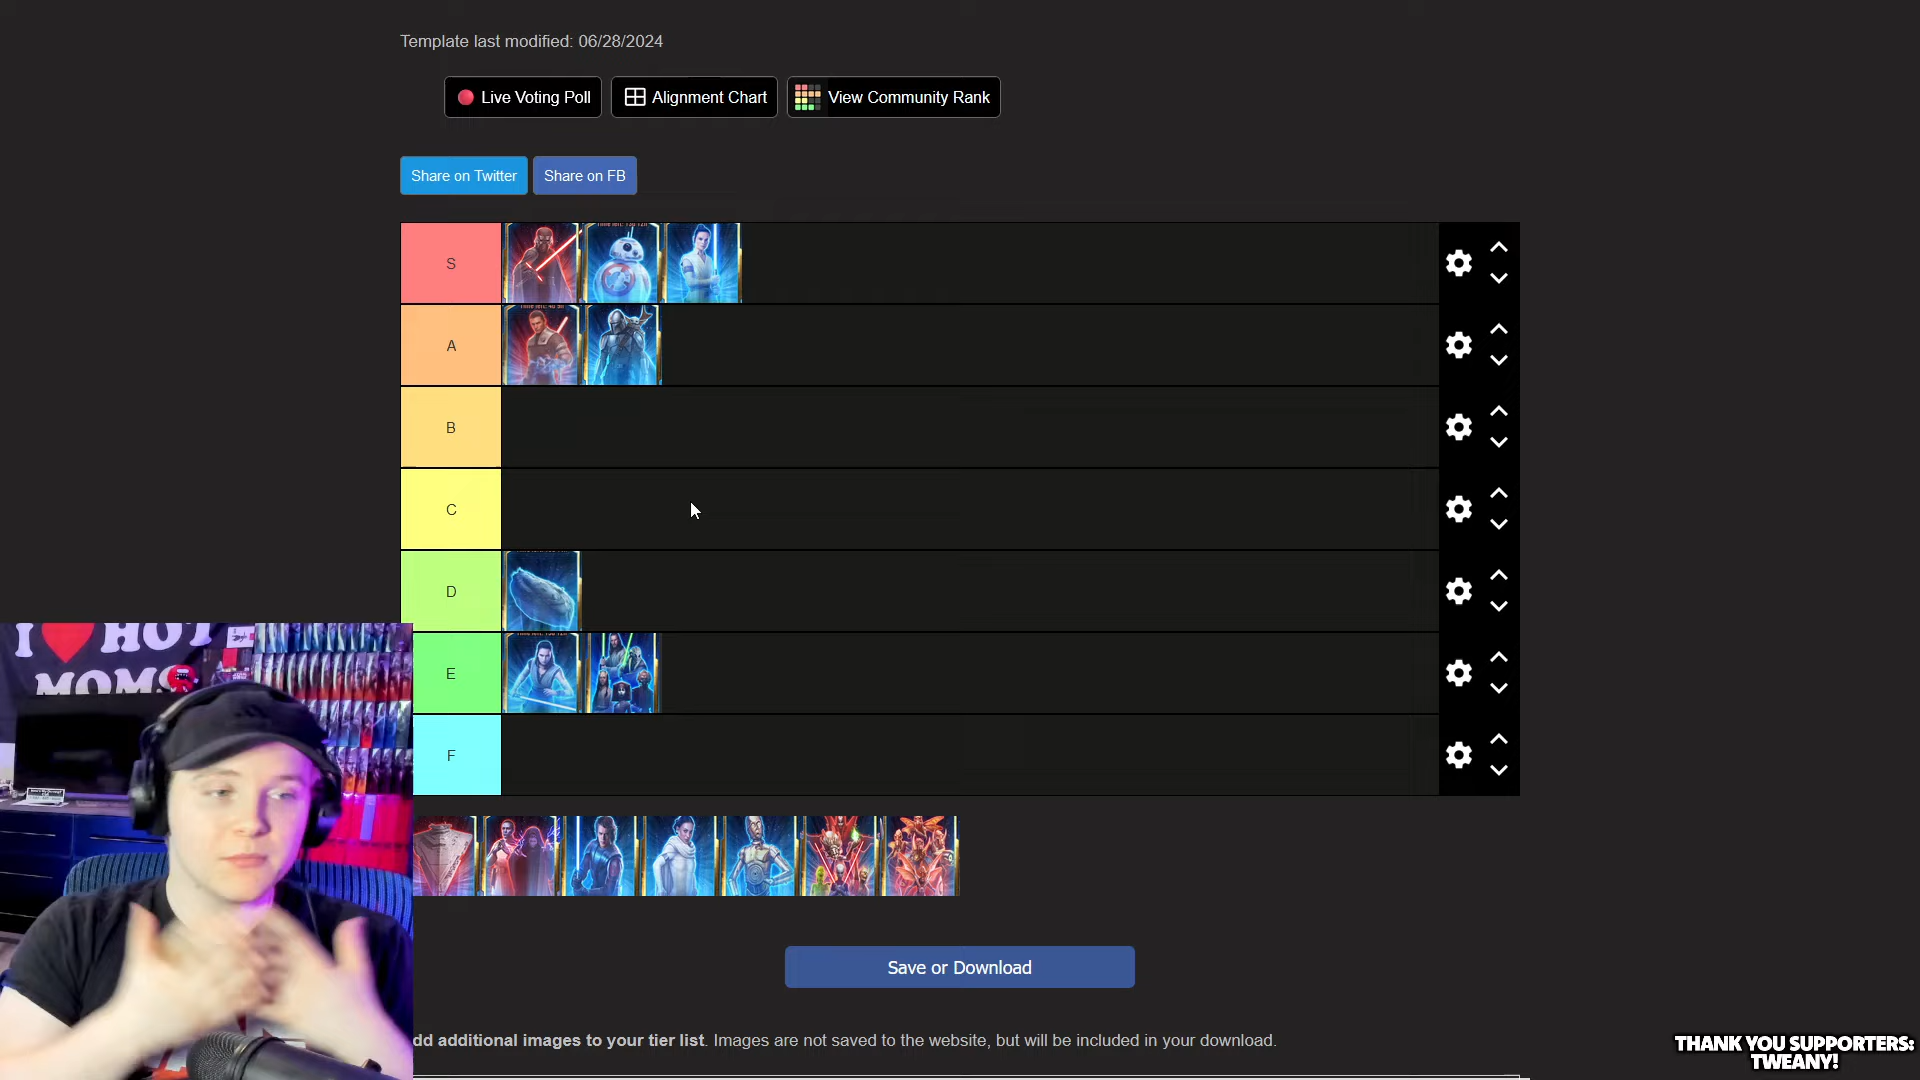 Template last modified: 06/28/2024
Live Voting Poll
Alignment Chart
View Community Rank
Share on Twitter
Share on FB
S
A
B
C
D
E
F
I HOT
MOMS
Save or Download
dd additional images to your tier list. Images are not saved to the website, but will be included in your download.
THANK YOU SUPPORTERS:
TWEANY!